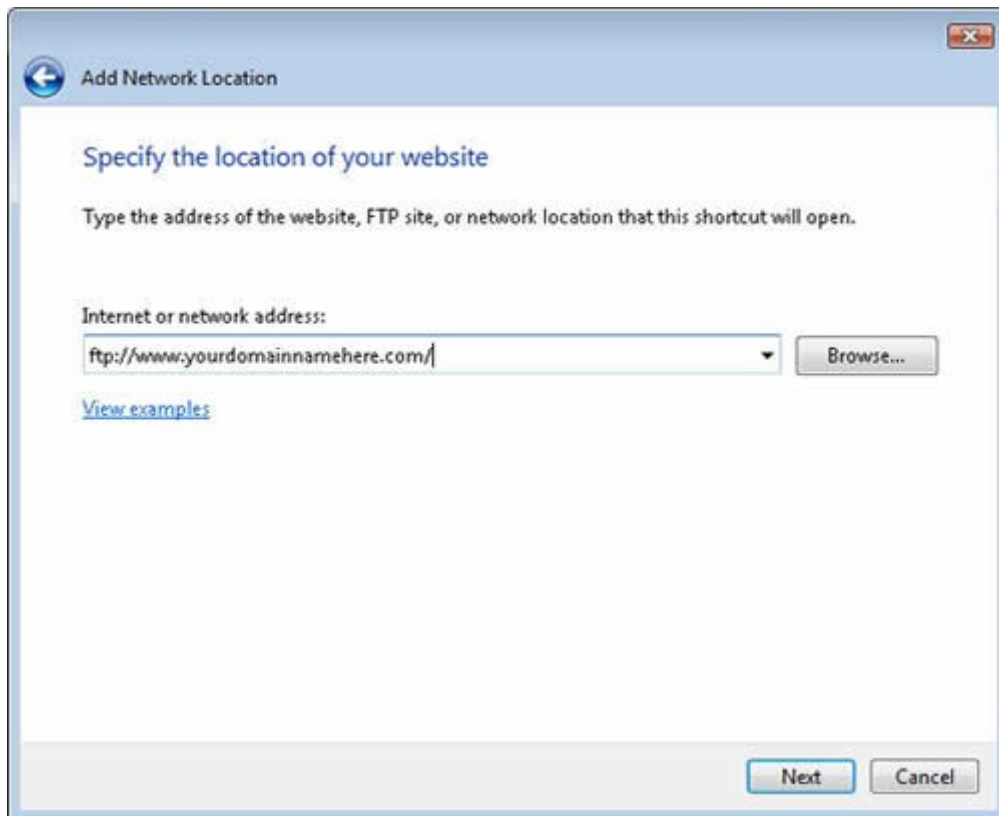 Add Network Location
Specify the location of your website
Type the address of the website, FTP site, or network location that this shortcut will open.
Internet or network address:
ftp://www.yourdomainnamehere.com/
Browse...
View examples
Next
Cancel